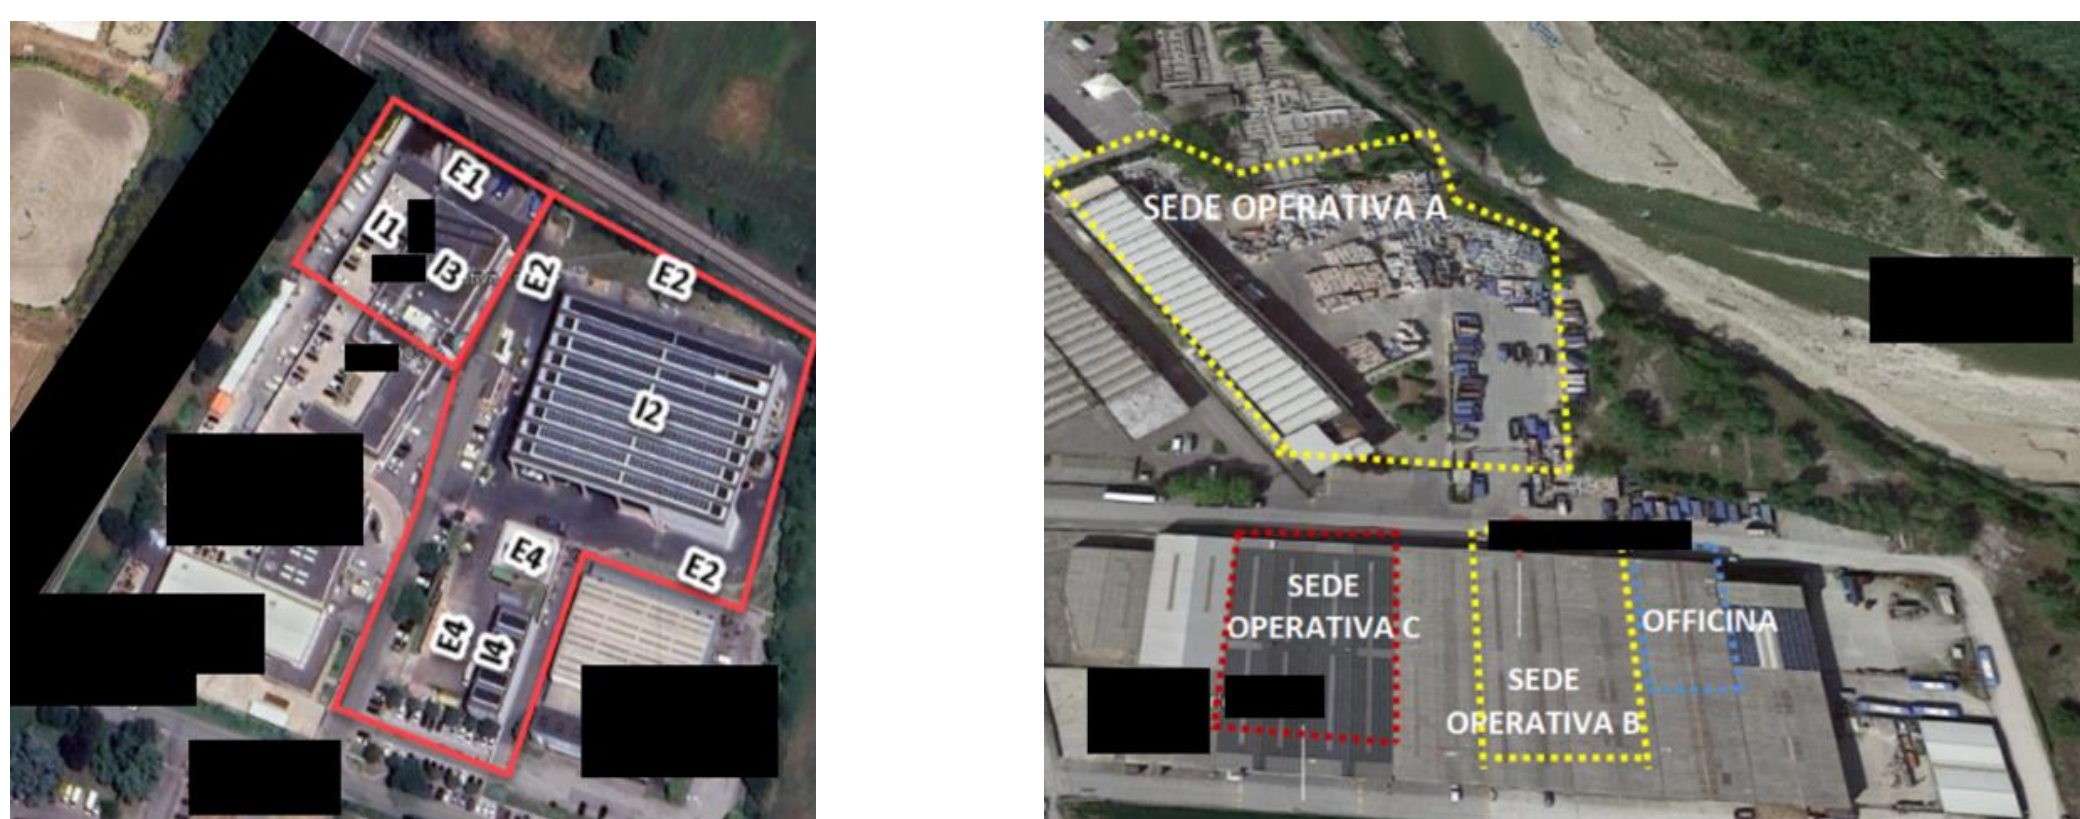 E1
I1
I3
E2
E2
I2
E4
E2
E4
I4
SEDE OPERATIVA A
SEDE
OPERATIVA C
OFFICINA
SEDE
OPERATIVA B